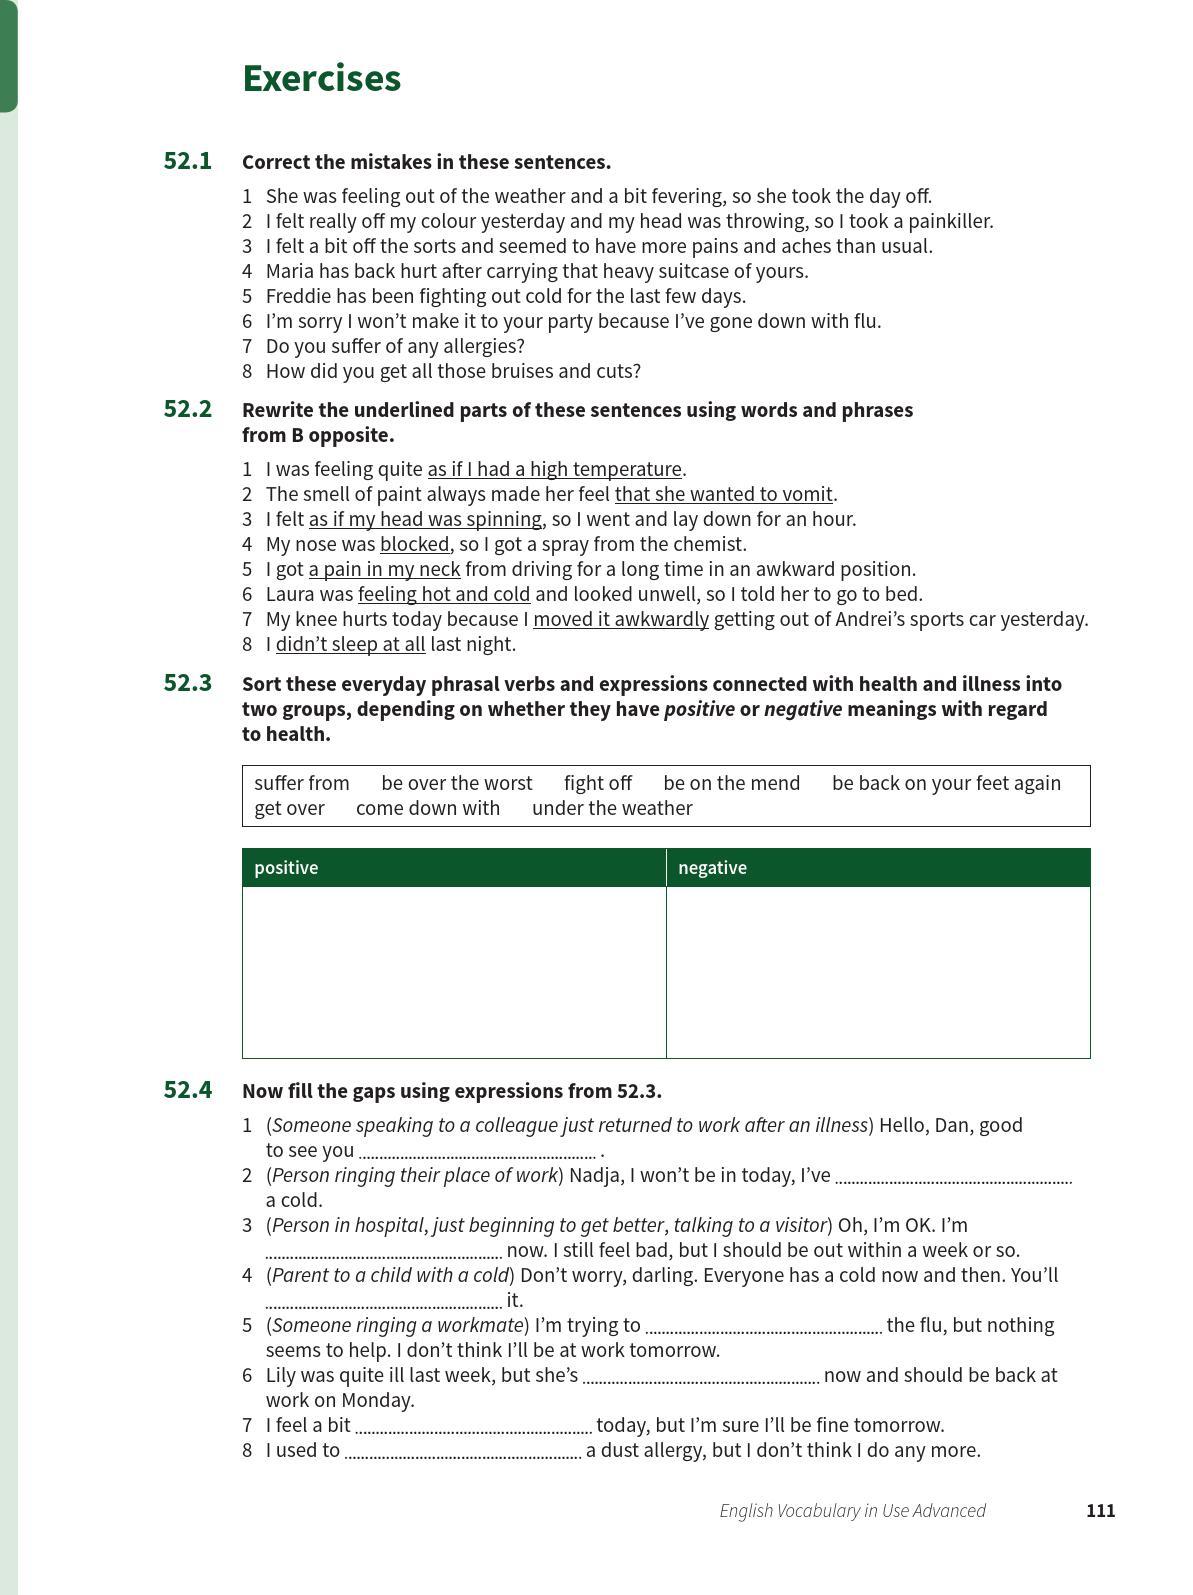 Exercises
52.1 Correct the mistakes in these sentences.
1 She was feeling out of the weather and a bit fevering, so she took the day off.
2 I felt really off my colour yesterday and my head was throwing, so I took a painkiller.
3 I felt a bit off the sorts and seemed to have more pains and aches than usual.
4 Maria has back hurt after carrying that heavy suitcase of yours.
5 Freddie has been fighting out cold for the last few days.
6 I’m sorry I won’t make it to your party because I’ve gone down with flu.
7 Do you suffer of any allergies?
8 How did you get all those bruises and cuts?
52.2 Rewrite the underlined parts of these sentences using words and phrases
from B opposite.
1 I was feeling quite as if I had a high temperature.
2 The smell of paint always made her feel that she wanted to vomit.
3 I felt as if my head was spinning, so I went and lay down for an hour.
4 My nose was blocked, so I got a spray from the chemist.
5 I got a pain in my neck from driving for a long time in an awkward position.
6 Laura was feeling hot and cold and looked unwell, so I told her to go to bed.
7 My knee hurts today because I moved it awkwardly getting out of Andrei’s sports car yesterday.
8 I didn’t sleep at all last night.
52.3 Sort these everyday phrasal verbs and expressions connected with health and illness into
two groups, depending on whether they have positive or negative meanings with regard
to health.
suffer from be over the worst fight off be on the mend be back on your feet again
get over come down with under the weather
positive negative
52.4 Now fill the gaps using expressions from 52.3.
1 (Someone speaking to a colleague just returned to work after an illness) Hello, Dan, good
to see you .......................................................... .
2 (Person ringing their place of work) Nadja, I won’t be in today, I’ve ..........................................................
a cold.
3 (Person in hospital, just beginning to get better, talking to a visitor) Oh, I’m OK. I’m
.......................................................... now. I still feel bad, but I should be out within a week or so.
4 (Parent to a child with a cold) Don’t worry, darling. Everyone has a cold now and then. You’ll
.......................................................... it.
5 (Someone ringing a workmate) I’m trying to .......................................................... the flu, but nothing
seems to help. I don’t think I’ll be at work tomorrow.
6 Lily was quite ill last week, but she’s .......................................................... now and should be back at
work on Monday.
7 I feel a bit .......................................................... today, but I’m sure I’ll be fine tomorrow.
8 I used to .......................................................... a dust allergy, but I don’t think I do any more.
English Vocabulary in Use Advanced 111